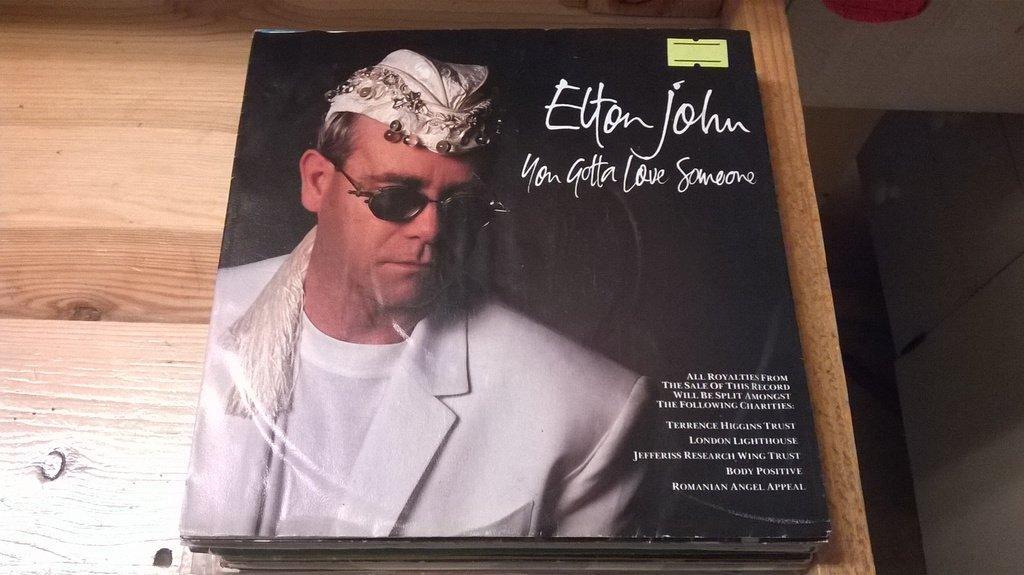 Elton John
You Gotta Love Someone
ALL ROYALTIES FROM
THE SALE OF THIS RECORD
WILL BE SPLIT AMONGST
THE FOLLOWING CHARITIES:
TERRENCE HIGGINS TRUST
LONDON LIGHTHOUSE
JEFFERISS RESEARCH WING TRUST
BODY POSITIVE
ROMANIAN ANGEL APPEAL